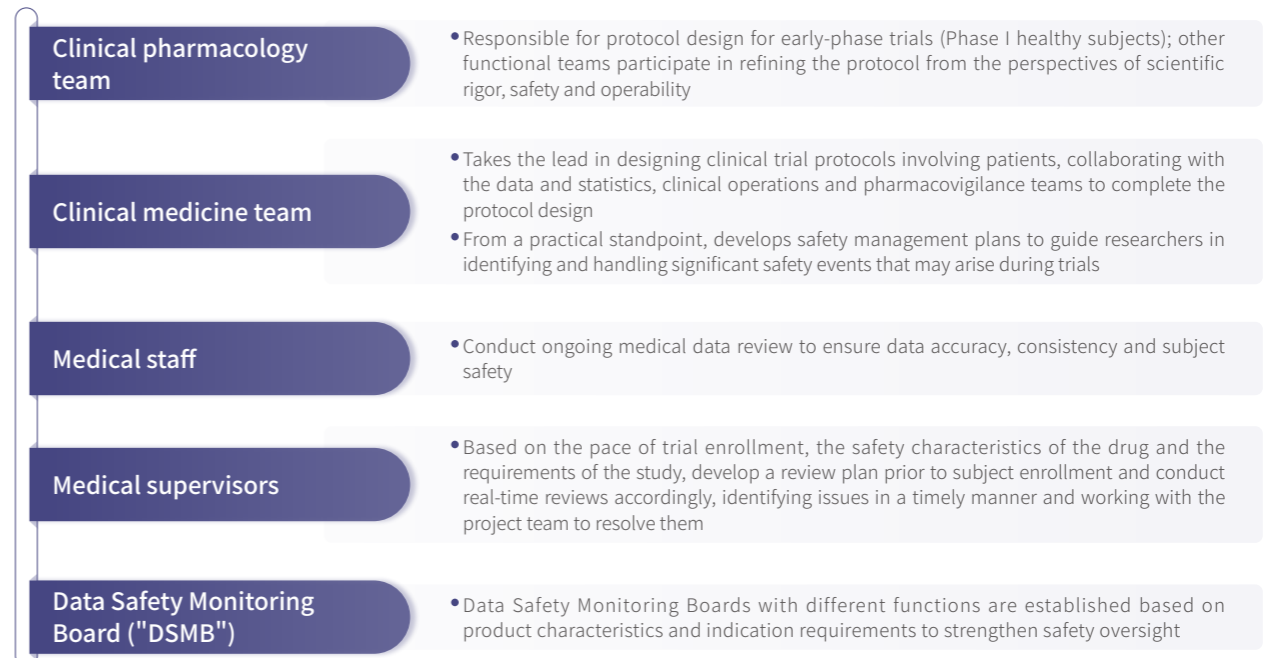 Clinical pharmacology
team
• Responsible for protocol design for early-phase trials (Phase I healthy subjects); other
functional teams participate in refining the protocol from the perspectives of scientific
rigor, safety and operability
Clinical medicine team
• Takes the lead in designing clinical trial protocols involving patients, collaborating with
the data and statistics, clinical operations and pharmacovigilance teams to complete the
protocol design
• From a practical standpoint, develops safety management plans to guide researchers in
identifying and handling significant safety events that may arise during trials
Medical staff
• Conduct ongoing medical data review to ensure data accuracy, consistency and subject
safety
Medical supervisors
• Based on the pace of trial enrollment, the safety characteristics of the drug and the
requirements of the study, develop a review plan prior to subject enrollment and conduct
real-time reviews accordingly, identifying issues in a timely manner and working with the
project team to resolve them
Data Safety Monitoring
Board ("DSMB")
• Data Safety Monitoring Boards with different functions are established based on
product characteristics and indication requirements to strengthen safety oversight